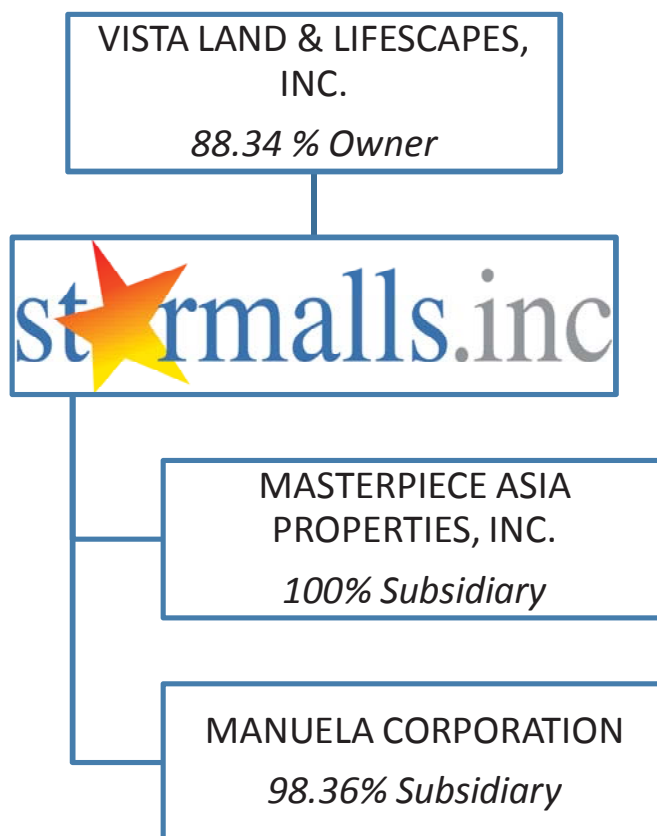 VISTA LAND & LIFESCAPES,
INC.
88.34 % Owner
starmalls.inc
MASTERPIECE ASIA
PROPERTIES, INC.
100% Subsidiary
MANUELA CORPORATION
98.36% Subsidiary